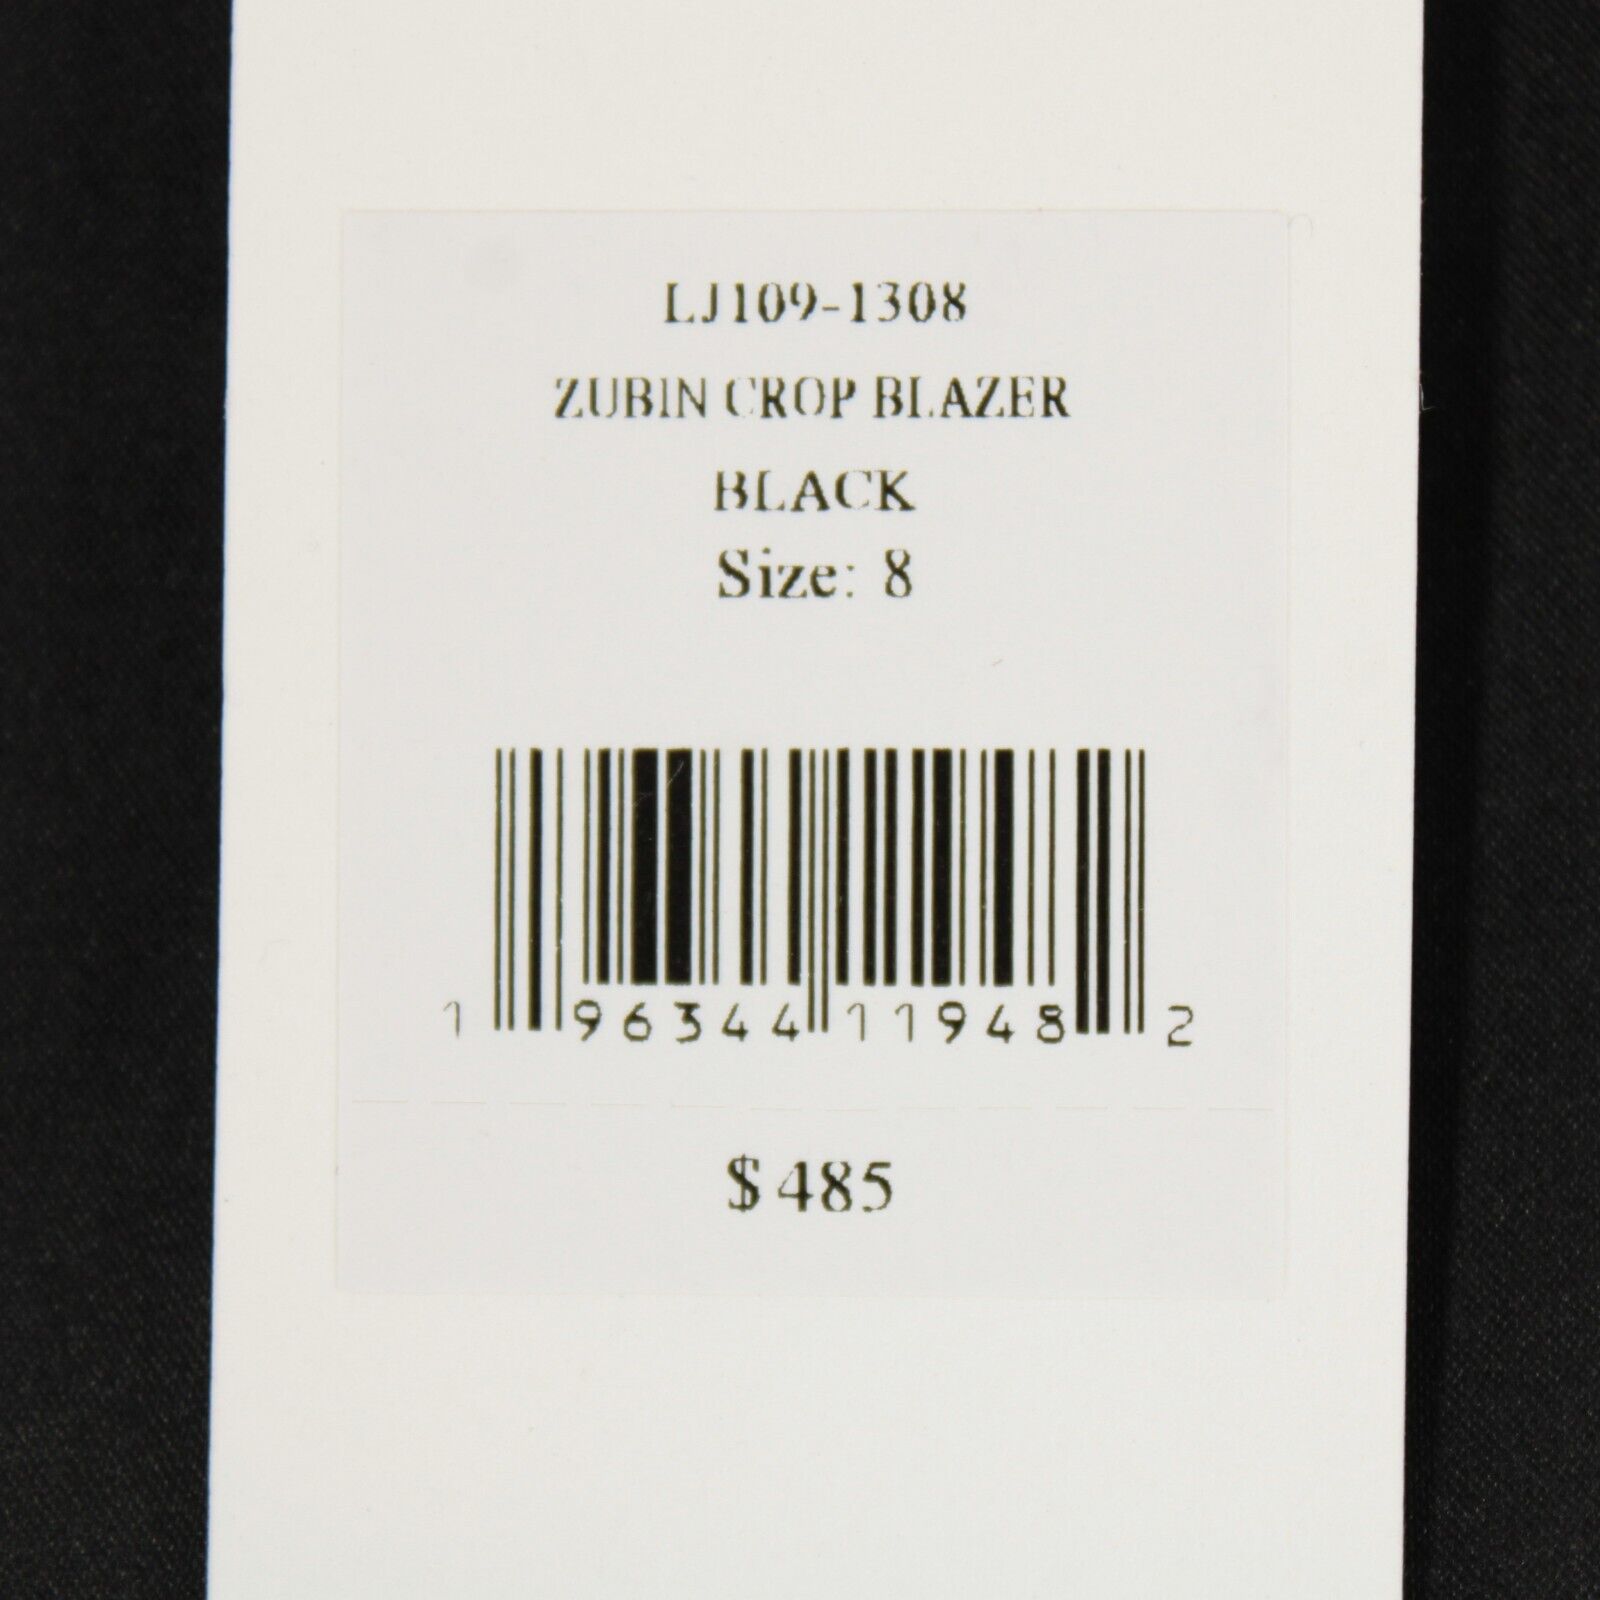 LJ109-1308
ZUBIN CROP BLAZER
BLACK
Size: 8
1 96344 11948 2
$485